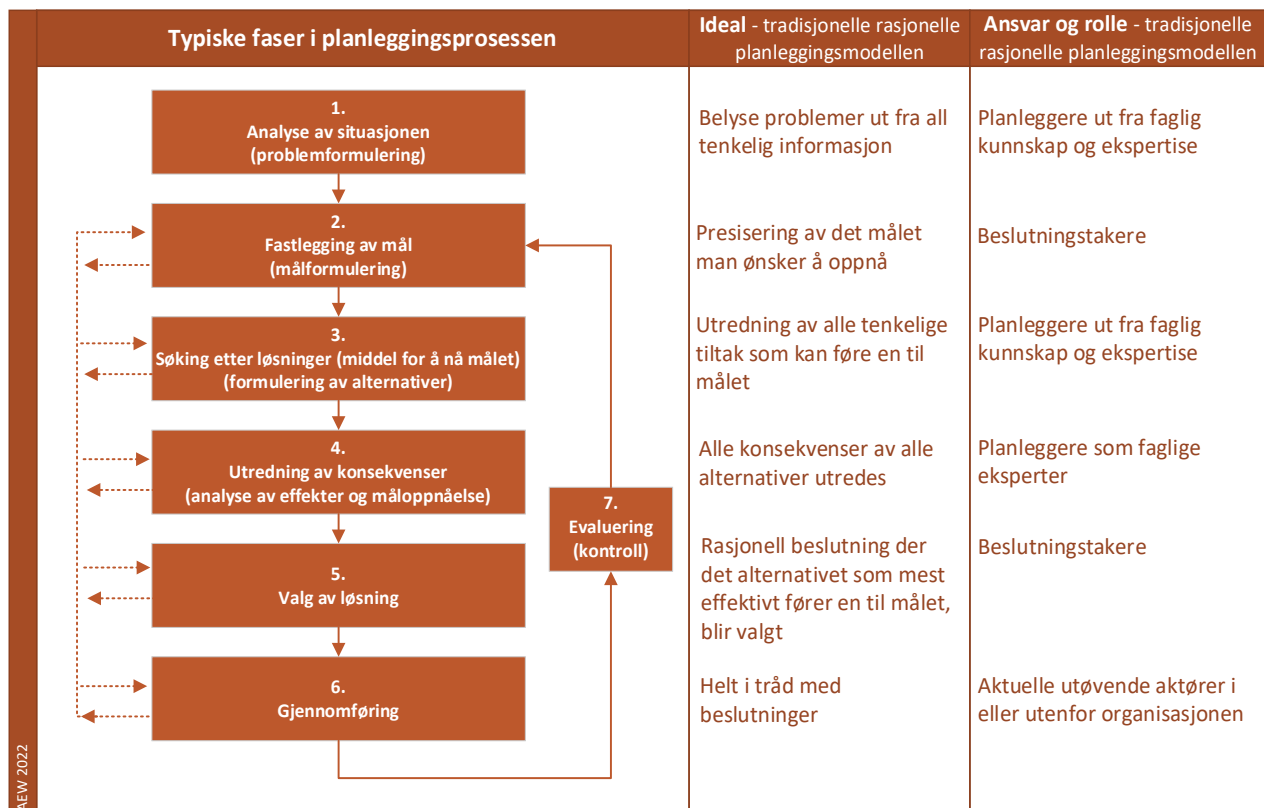 Typiske faser i planleggingsprosessen
Ideal - tradisjonelle rasjonelle
planleggingsmodellen
Ansvar og rolle - tradisjonelle
rasjonelle planleggingsmodellen
1.
Analyse av situasjonen
(problemformulering)
Belyse problemer ut fra all
tenkelig informasjon
Planleggere ut fra faglig
kunnskap og ekspertise
2.
Fastlegging av mål
(målformulering)
Presisering av det målet
man ønsker å oppnå
Beslutningstakere
3.
Søking etter løsninger (middel for å nå målet)
(formulering av alternativer)
Utredning av alle tenkelige
tiltak som kan føre en til
målet
Planleggere ut fra faglig
kunnskap og ekspertise
4.
Utredning av konsekvenser
(analyse av effekter og måloppnåelse)
Alle konsekvenser av alle
alternativer utredes
Planleggere som faglige
eksperter
7.
Evaluering
(kontroll)
5.
Valg av løsning
Rasjonell beslutning der
det alternativet som mest
effektivt fører en til målet,
blir valgt
Beslutningstakere
6.
Gjennomføring
Helt i tråd med
beslutninger
Aktuelle utøvende aktører i
eller utenfor organisasjonen
AEW 2022